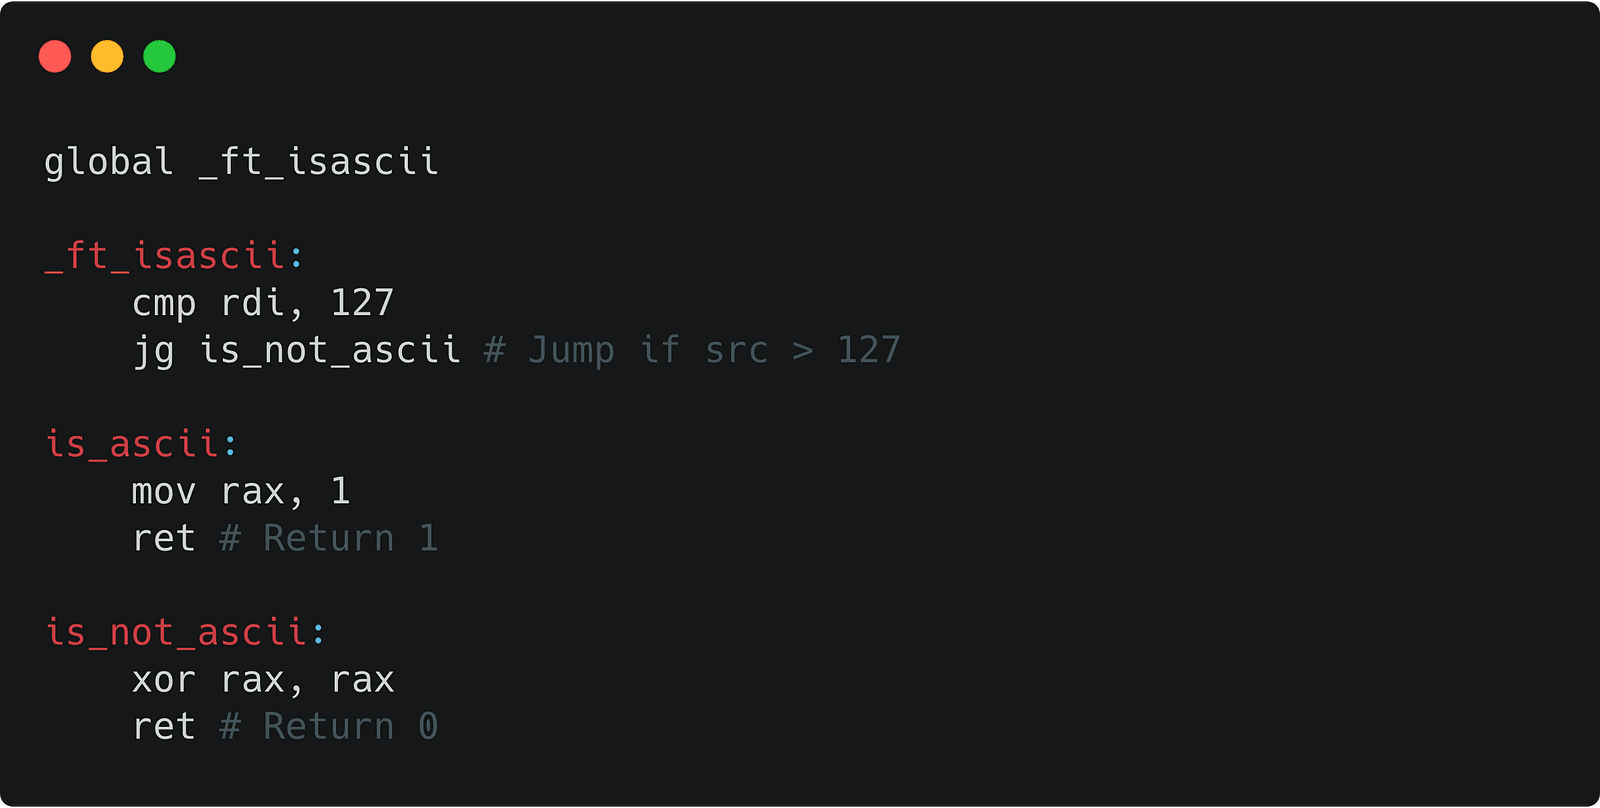 global _ft_isascii
_ft_isascii:
cmp rdi, 127
jg is_not_ascii # Jump if src > 127
is_ascii:
mov rax, 1
ret # Return 1
is_not_ascii:
xor rax, rax
ret # Return 0